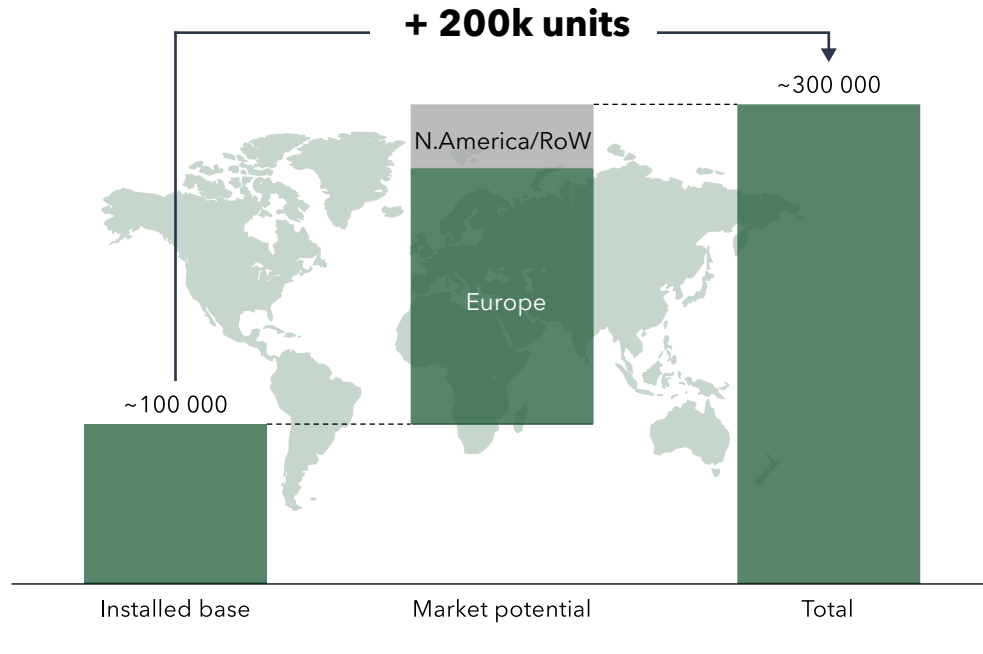 + 200k units
~300 000
N.America/RoW
Europe
~100 000
Installed base
Market potential
Total